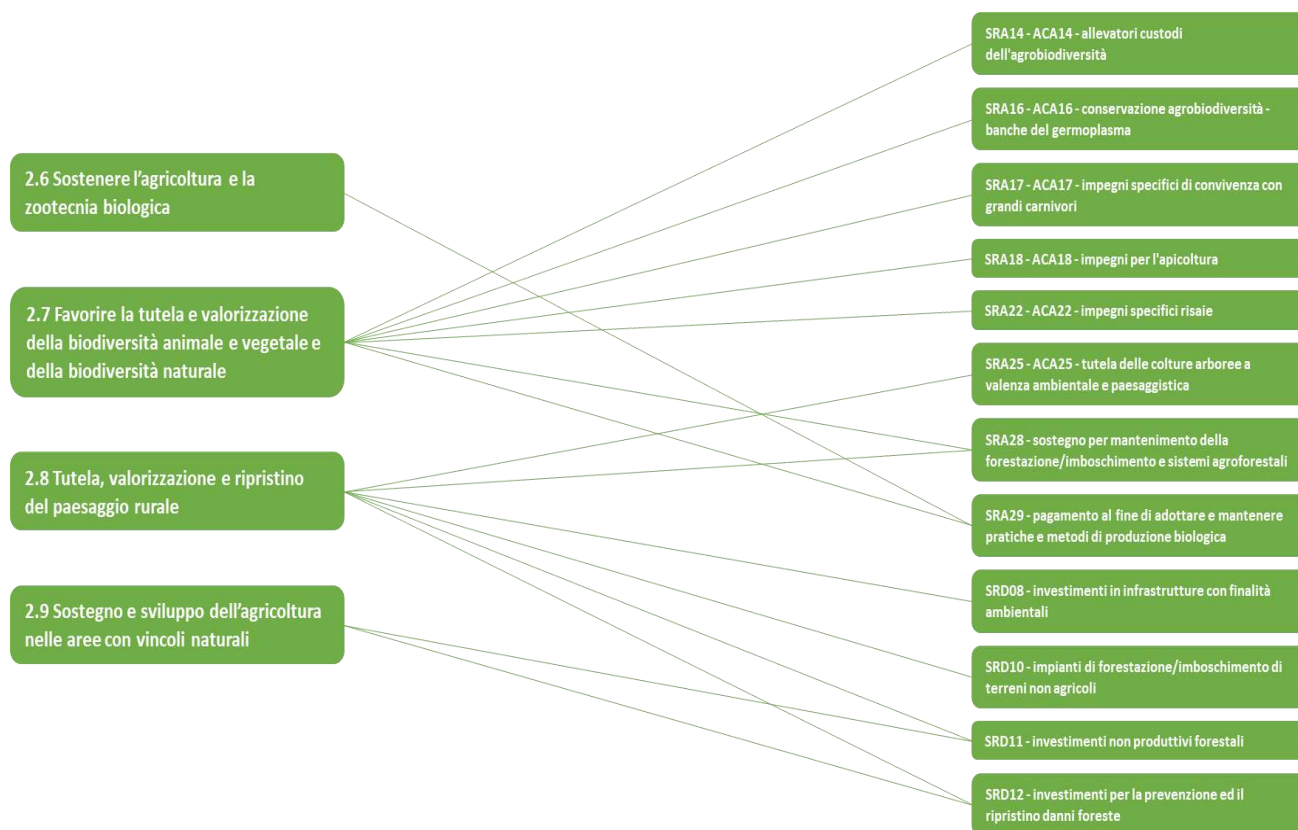 2.6 Sostenere l’agricoltura e la
zootecnia biologica
2.7 Favorire la tutela e valorizzazione
della biodiversità animale e vegetale e
della biodiversità naturale
2.8 Tutela, valorizzazione e ripristino
del paesaggio rurale
2.9 Sostegno e sviluppo dell’agricoltura
nelle aree con vincoli naturali
SRA14 - ACA14 - allevatori custodi
dell'agrobiodiversità
SRA16 - ACA16 - conservazione agrobiodiversità -
banche del germoplasma
SRA17 - ACA17 - impegni specifici di convivenza con
grandi carnivori
SRA18 - ACA18 - impegni per l'apicoltura
SRA22 - ACA22 - impegni specifici risaie
SRA25 - ACA25 - tutela delle colture arboree a
valenza ambientale e paesaggistica
SRA28 - sostegno per mantenimento della
forestazione/imboschimento e sistemi agroforestali
SRA29 - pagamento al fine di adottare e mantenere
pratiche e metodi di produzione biologica
SRD08 - investimenti in infrastrutture con finalità
ambientali
SRD10 - impianti di forestazione/imboschimento di
terreni non agricoli
SRD11 - investimenti non produttivi forestali
SRD12 - investimenti per la prevenzione ed il
ripristino danni foreste